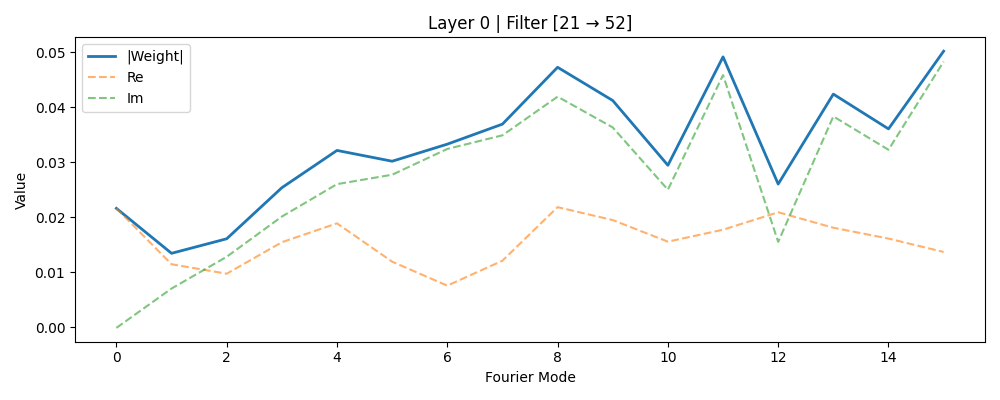 Layer 0 | Filter [21 → 52]
|Weight|
Re
Im
Value
0.05
0.04
0.03
0.02
0.01
0.00
0 2 4 6 8 10 12 14
Fourier Mode